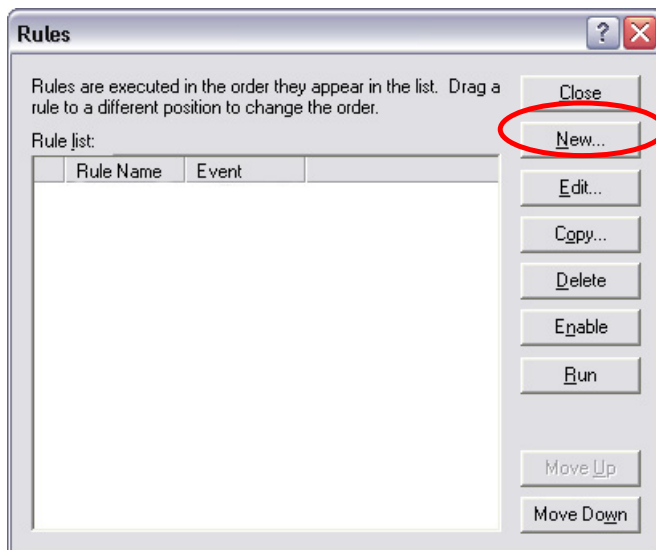 Rules
Rules are executed in the order they appear in the list. Drag a
rule to a different position to change the order.
Rule list:
Rule Name Event
Close
New...
Edit...
Copy...
Delete
Enable
Run
Move Up
Move Down